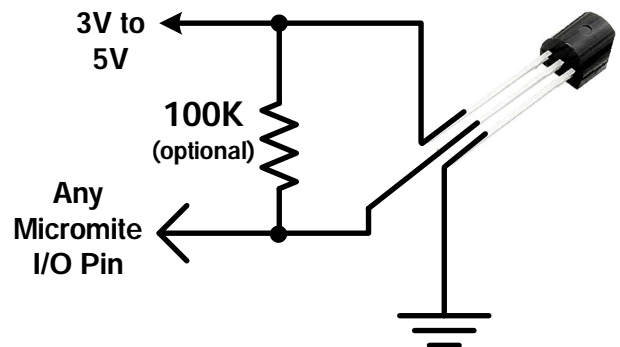 3V to
5V
100K
(optional)
Any
Micromite
I/O Pin